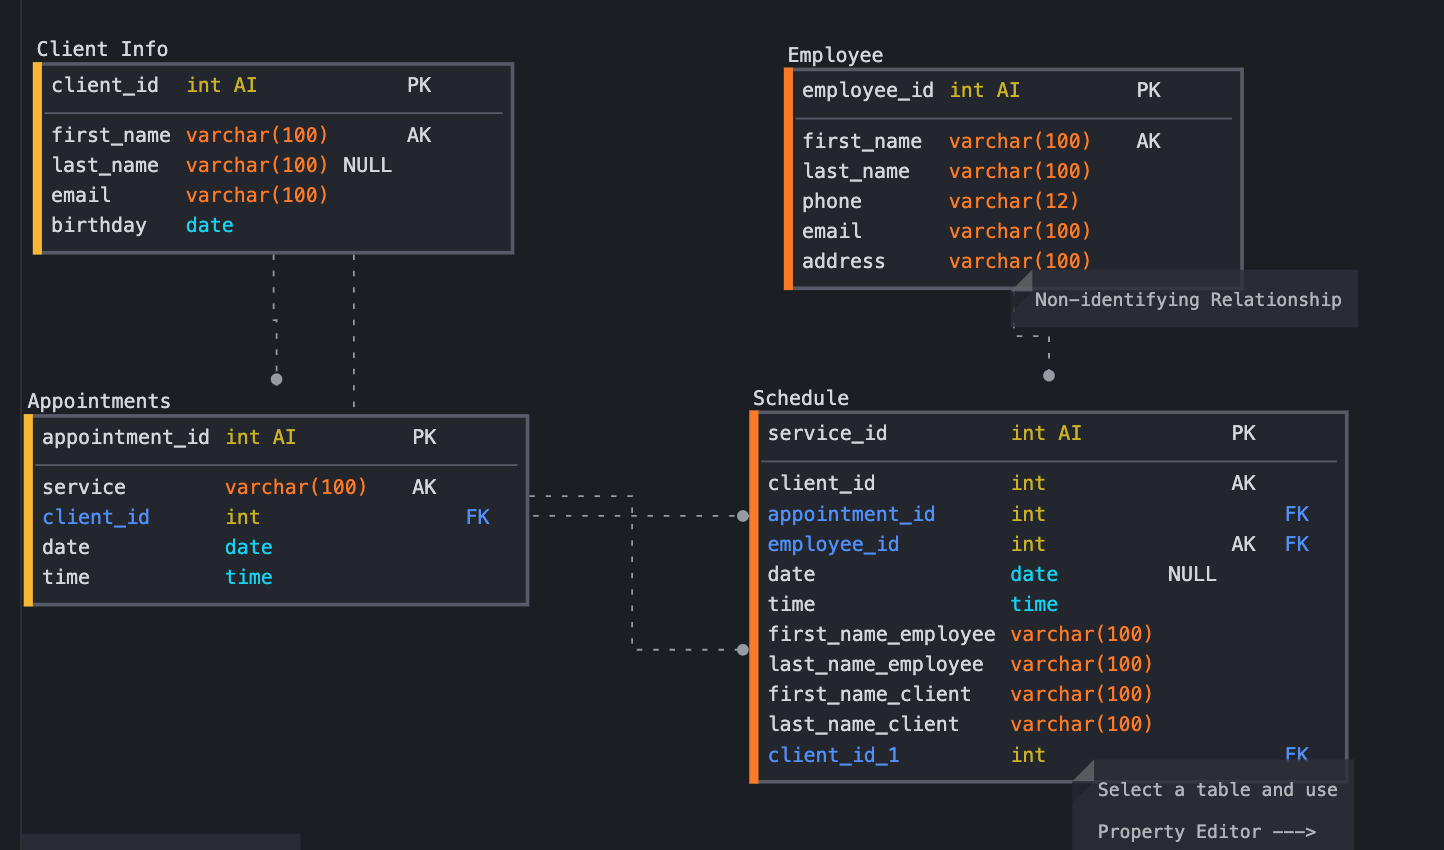 Client Info
client_id int AI PK
first_name varchar(100) AK
last_name varchar(100) NULL
email varchar(100)
birthday date
Employee
employee_id int AI PK
first_name varchar(100) AK
last_name varchar(100)
phone varchar(12)
email varchar(100)
address varchar(100)
Non-identifying Relationship
Appointments
appointment_id int AI PK
service varchar(100) AK
client_id int FK
date date
time time
Schedule
service_id int AI PK
client_id int AK
appointment_id int FK
employee_id int AK FK
date date NULL
time time
first_name_employee varchar(100)
last_name_employee varchar(100)
first_name_client varchar(100)
last_name_client varchar(100)
client_id_1 int FK
Select a table and use
Property Editor --->